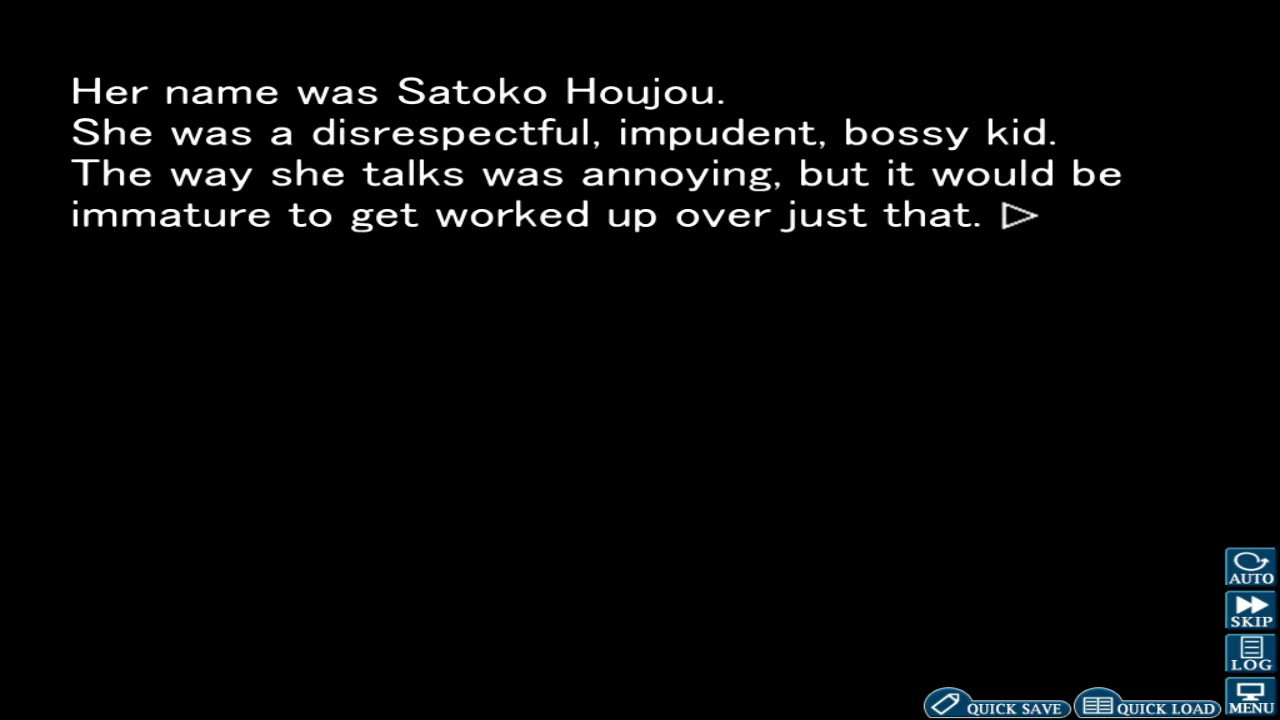 Her name was Satoko Houjou.
She was a disrespectful, impudent, bossy kid.
The way she talks was annoying, but it would be
immature to get worked up over just that.
AUTO
SKIP
LOG
QUICK SAVE
QUICK LOAD
MENU